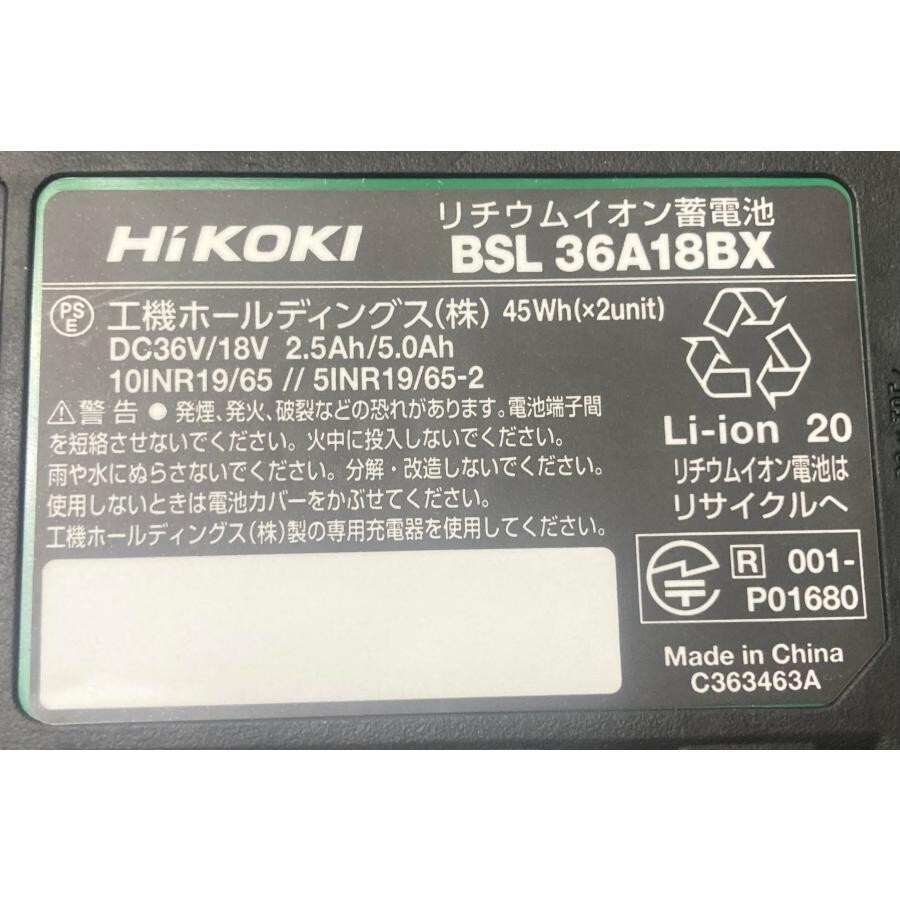 リチウムイオン蓄電池
HiKOKI
BSL 36A18BX
PS
E
工機ホールディングス(株) 45Wh(×2unit)
DC36V/18V 2.5Ah/5.0Ah
10INR19/65 // 5INR19/65-2
⚠警告 ● 発煙、発火、破裂などの恐れがあります。電池端子間
を短絡させないでください。火中に投入しないでください。
雨や水にぬらさないでください。分解・改造しないでください。
使用しないときは電池カバーをかぶせてください。
工機ホールディングス(株)製の専用充電器を使用してください。
Li-ion 20
リチウムイオン電池は
リサイクルへ
R 001-
P01680
Made in China
C363463A